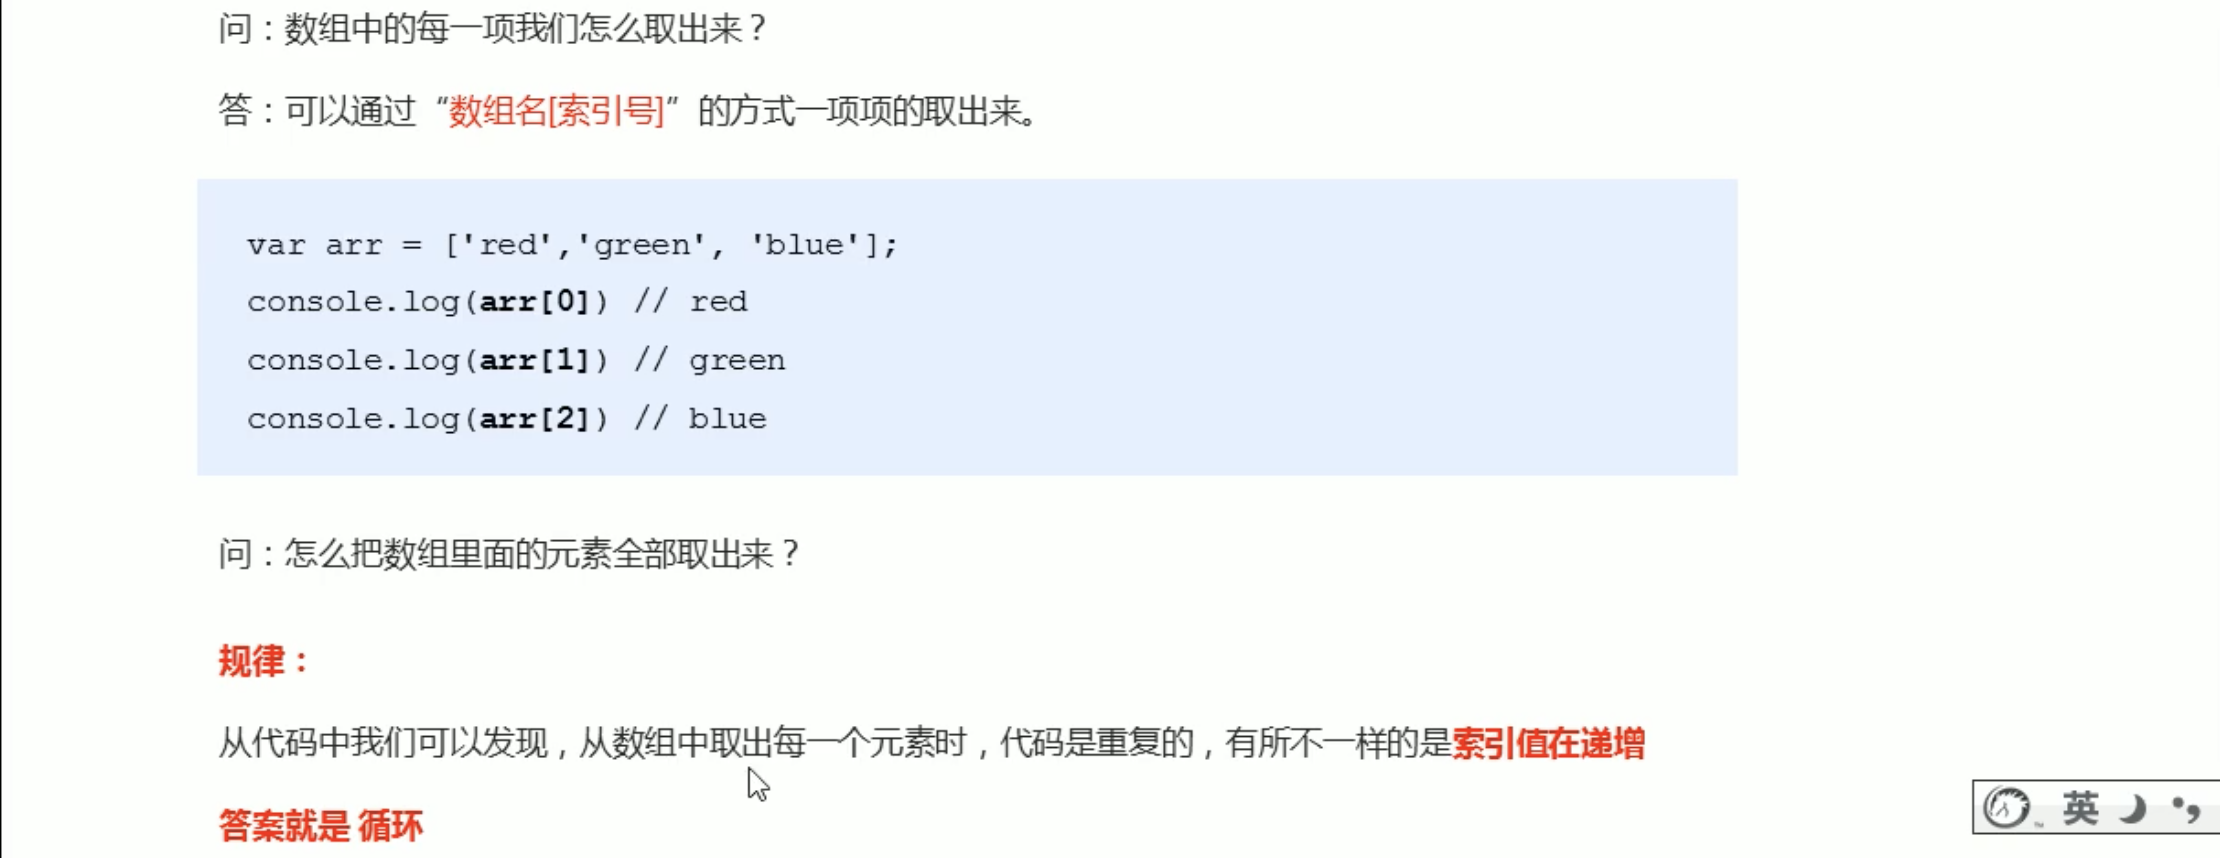 问：数组中的每一项我们怎么取出来？
答：可以通过“数组名[索引号]”的方式一项项的取出来。
var arr = ['red','green', 'blue'];
console.log(arr[0]) // red
console.log(arr[1]) // green
console.log(arr[2]) // blue
问：怎么把数组里面的元素全部取出来？
规律：
从代码中我们可以发现，从数组中取出每一个元素时，代码是重复的，有所不一样的是索引值在递增
答案就是 循环
英